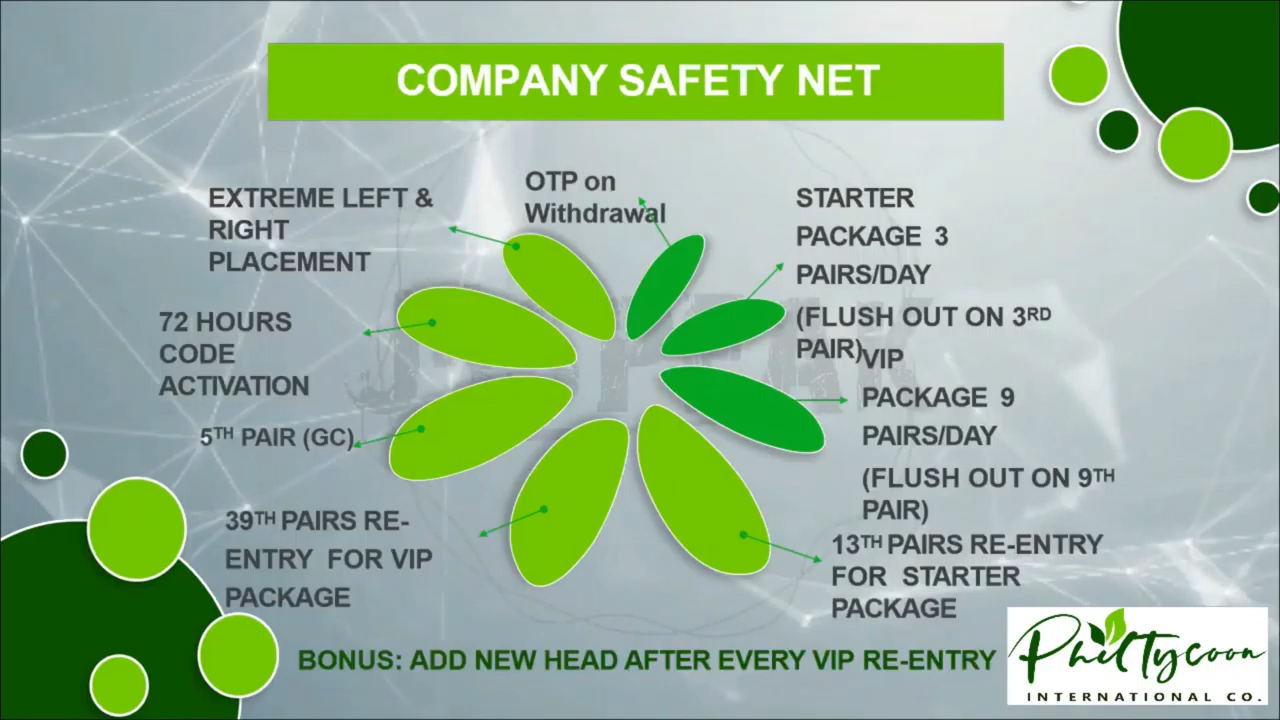 COMPANY SAFETY NET
EXTREME LEFT &
RIGHT
PLACEMENT
OTP on
Withdrawal
STARTER
PACKAGE 3
PAIRS/DAY
(FLUSH OUT ON 3RD
PAIR)
72 HOURS
CODE
ACTIVATION
VIP
PACKAGE 9
PAIRS/DAY
(FLUSH OUT ON 9TH
PAIR)
5TH PAIR (GC)
39TH PAIRS RE-
ENTRY FOR VIP
PACKAGE
13TH PAIRS RE-ENTRY
FOR STARTER
PACKAGE
BONUS: ADD NEW HEAD AFTER EVERY VIP RE-ENTRY
PhilTycoon
INTERNATIONAL CO.